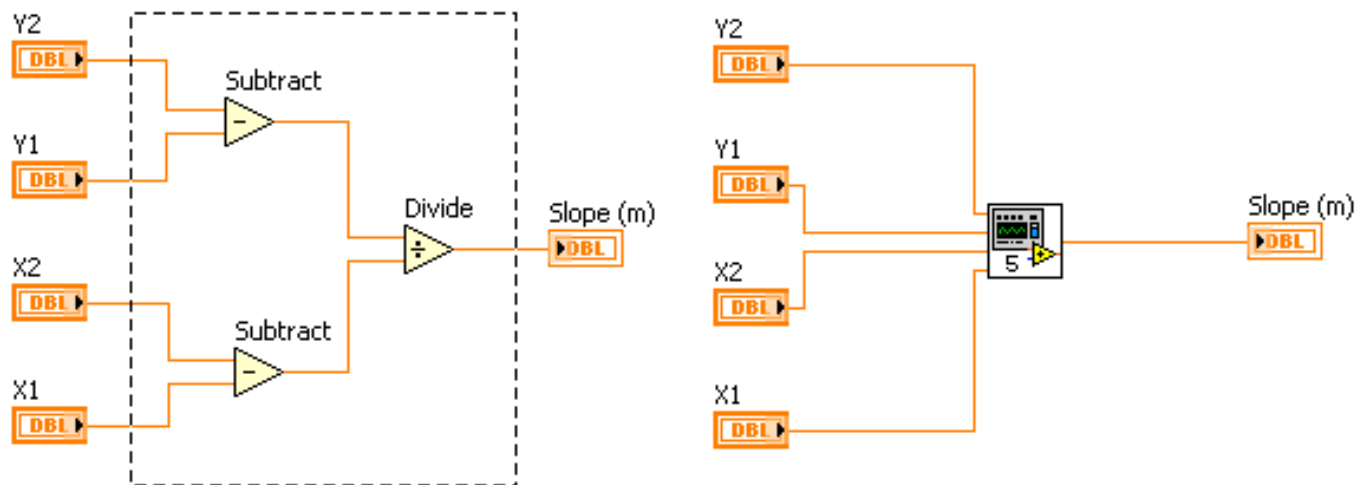 Y2
DBL
Subtract
Y1
DBL
Divide
Slope (m)
DBL
X2
DBL
Subtract
X1
DBL
Y2
DBL
Y1
DBL
Slope (m)
DBL
X2
DBL
5
X1
DBL